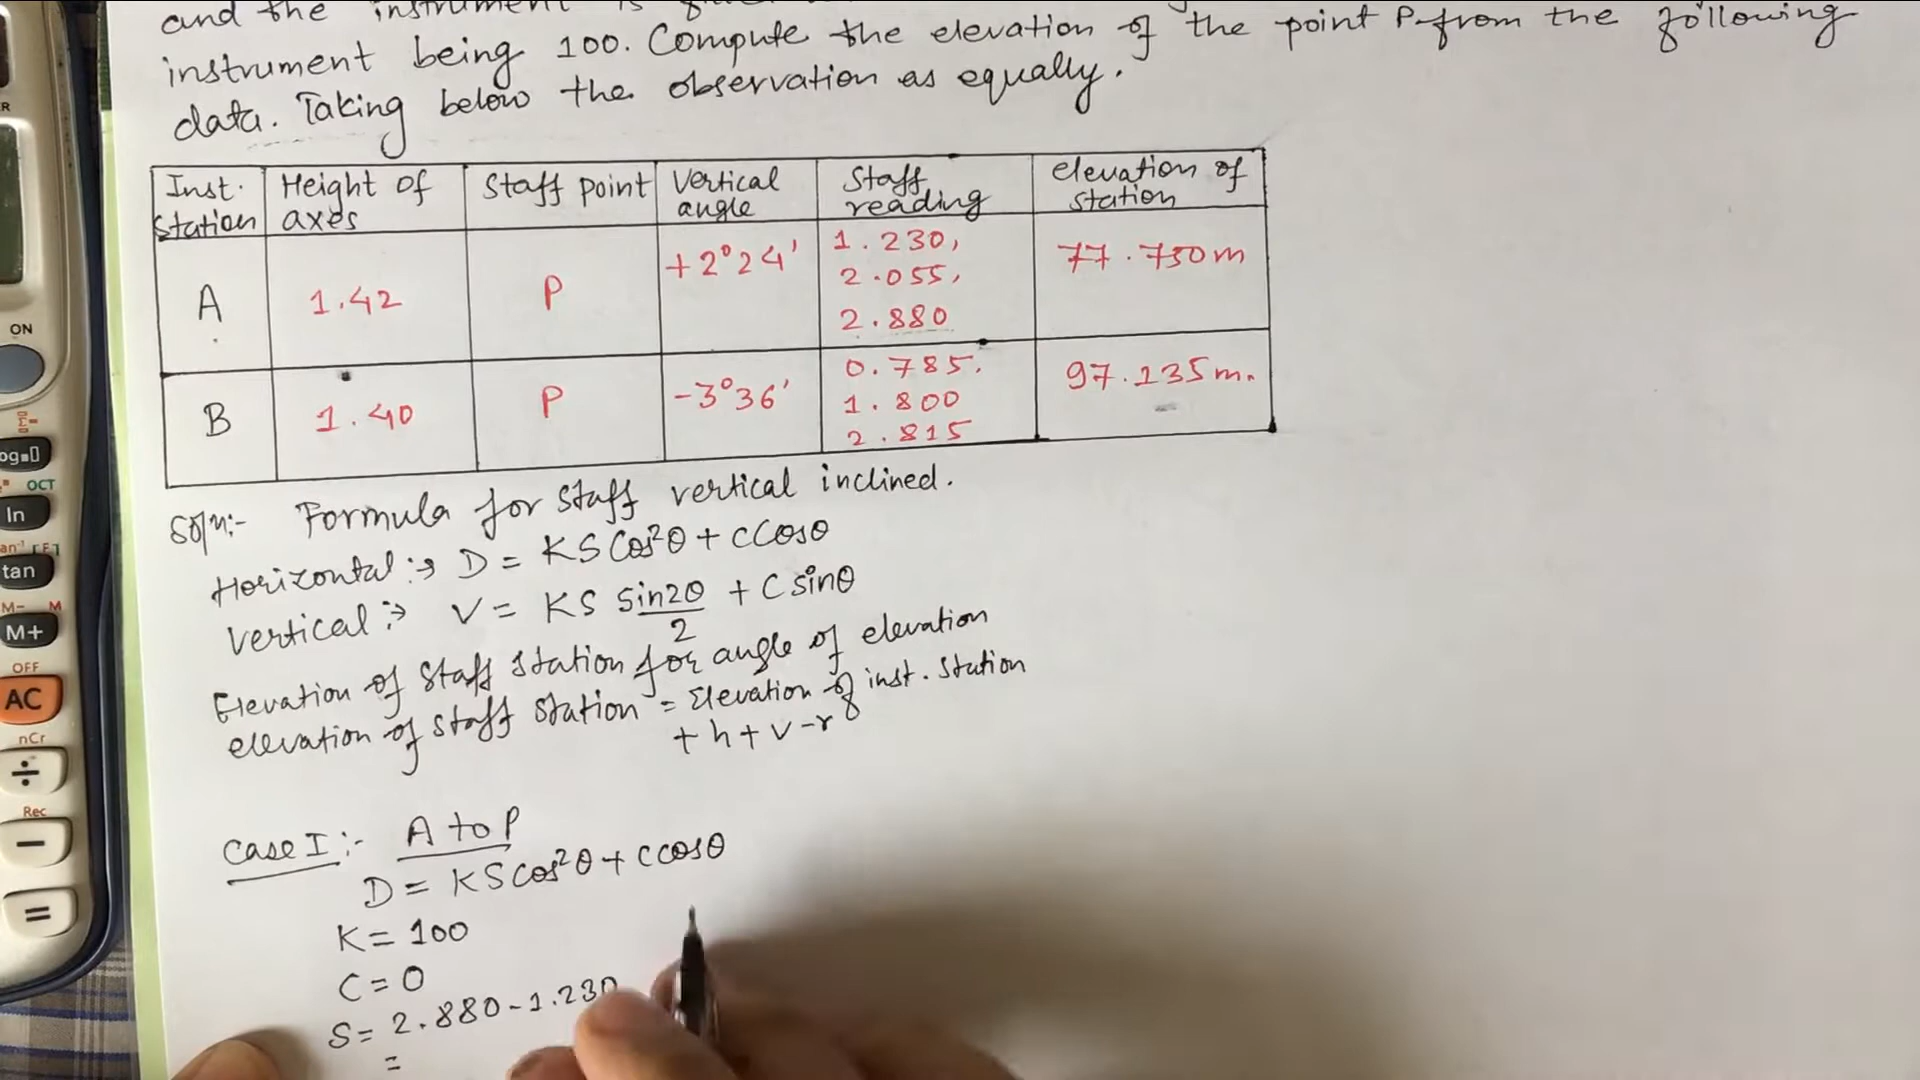 and the instrument is
instrument being 100. Compute the elevation of the point P from the following
data. Taking below the observation as equally.
Inst. station
Height of axes
Staff point
Vertical angle
Staff reading
elevation of station
A
1.42
P
+2°24'
1.230,
2.055,
2.880
77.750m
B
1.40
P
-3°36'
0.785.
1.800
2.815
97.135m.
Soln:- Formula for Staff vertical inclined.
Horizontal :→ D = KS Cos²θ + CCosθ
Vertical :→ V = KS Sin2θ/2 + C sinθ
Elevation of Staff station for angle of elevation
elevation of staff station = Elevation of inst. station
+ h + v - r
Case I :- A to P
D = KS cos²θ + Ccosθ
K = 100
C = 0
S = 2.880 - 1.230
=
R
ON
Σ=
OCT
In
tan
M-
M
M+
OFF
AC
nCr
÷
Rec
−
=